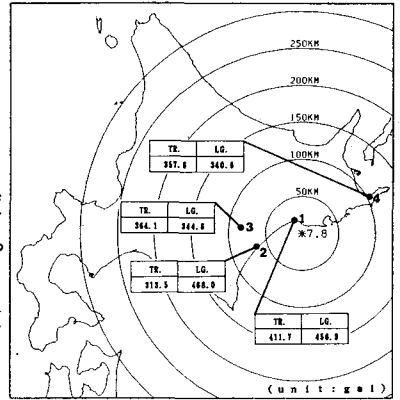 250KM
200KM
150KM
100KM
50KM
TR. LG.
357.8 340.6
4
TR. LG.
364.1 344.6
3
1
*7.8
2
TR. LG.
313.5 468.0
TR. LG.
411.7 456.9
(unit:gal)